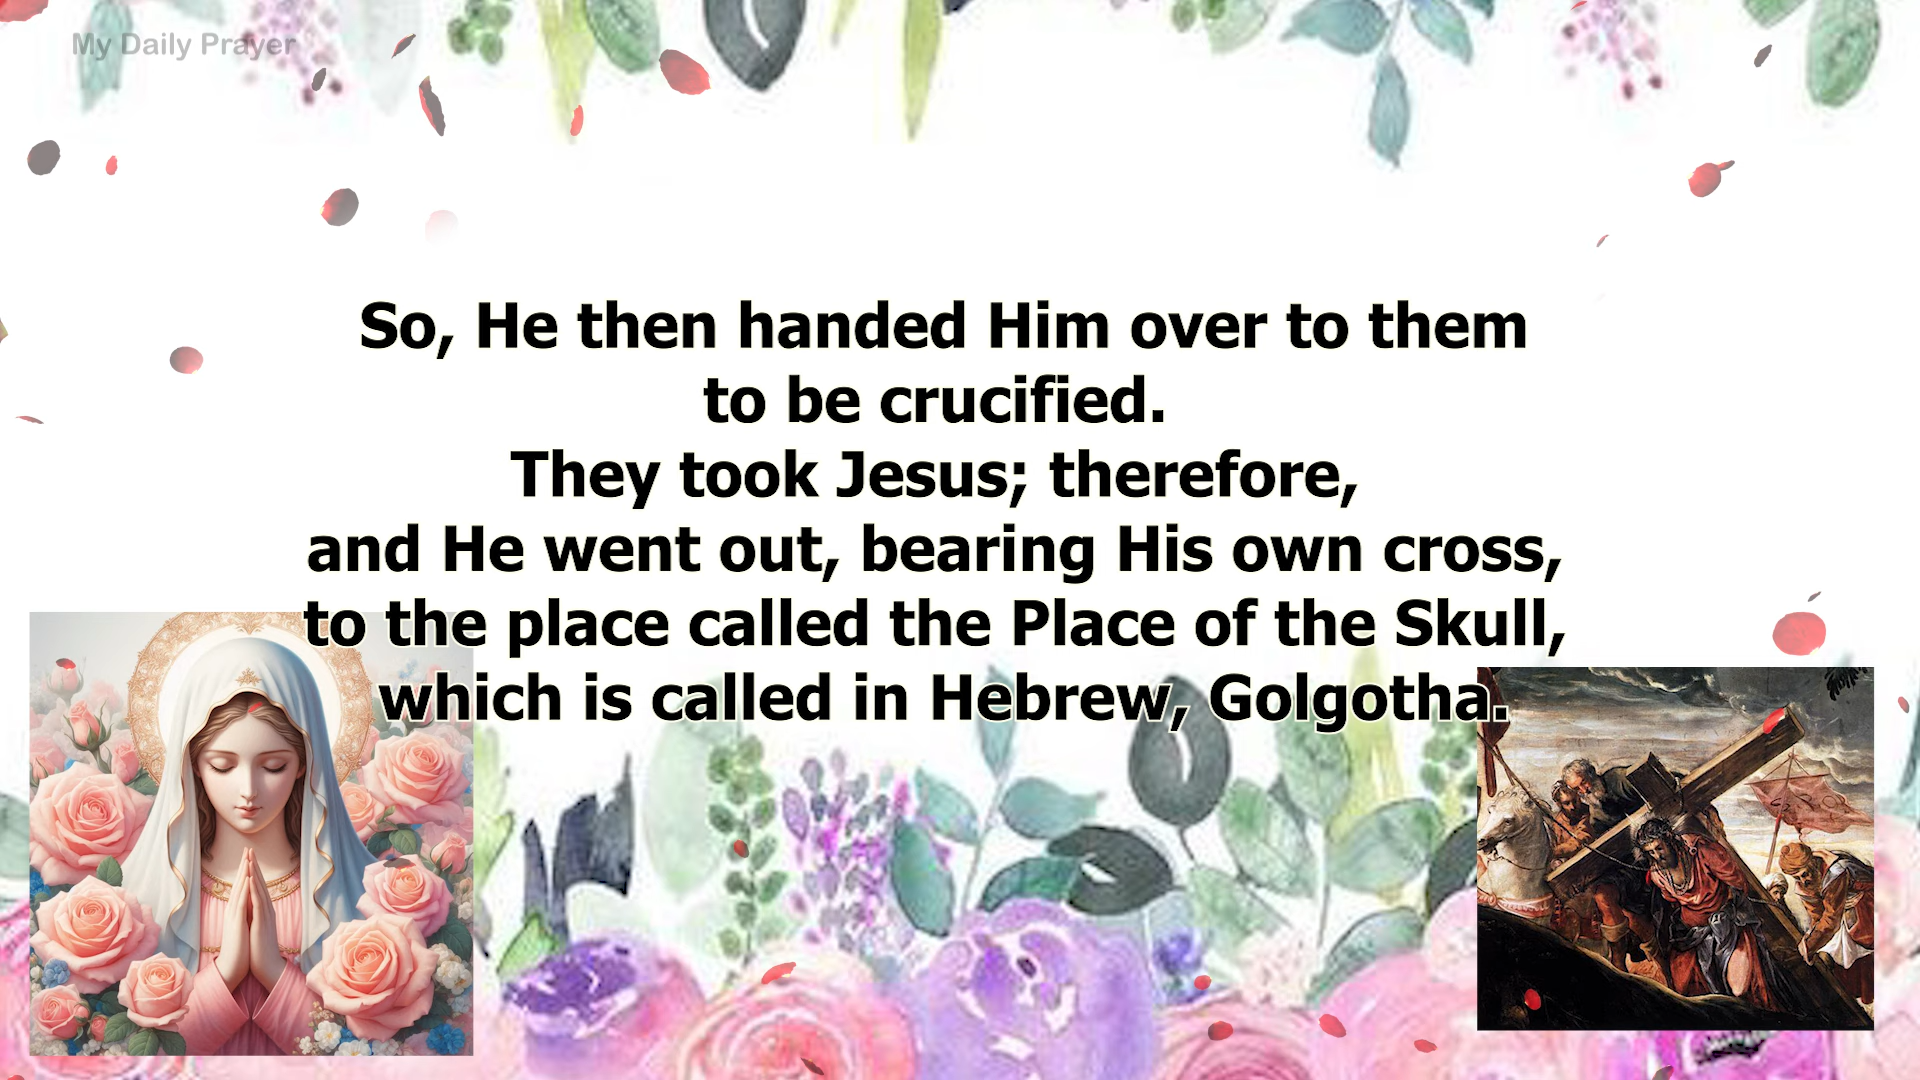 My Daily Prayer
So, He then handed Him over to them
to be crucified.
They took Jesus; therefore,
and He went out, bearing His own cross,
to the place called the Place of the Skull,
which is called in Hebrew, Golgotha.